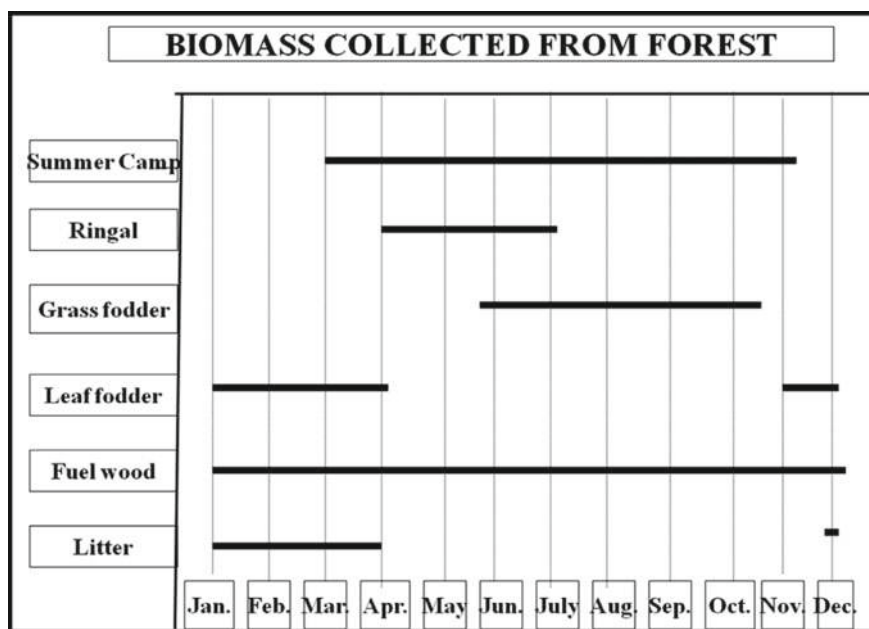 BIOMASS COLLECTED FROM FOREST
Summer Camp
Ringal
Grass fodder
Leaf fodder
Fuel wood
Litter
Jan. Feb. Mar. Apr. May Jun. July Aug. Sep. Oct. Nov. Dec.